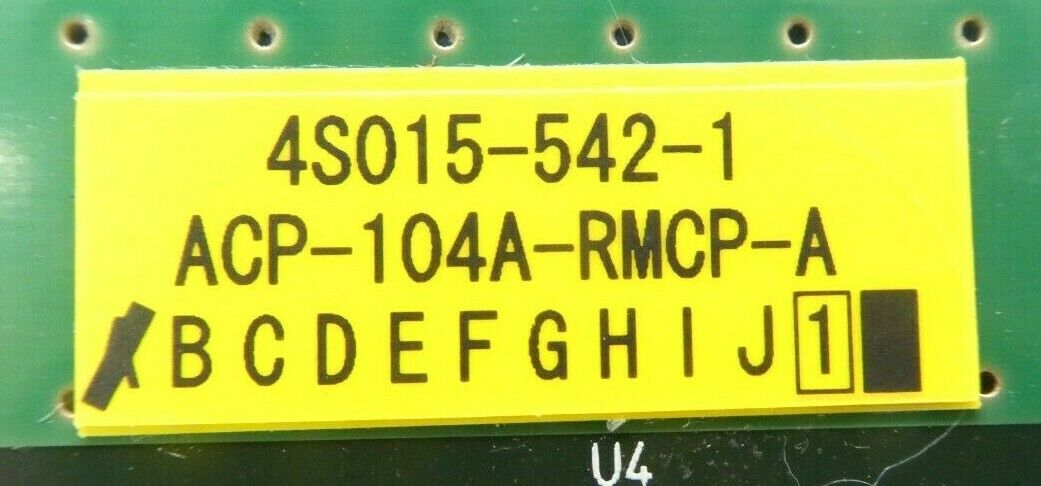 4S015-542-1
ACP-104A-RMCP-A
B C D E F G H I J 1
U4